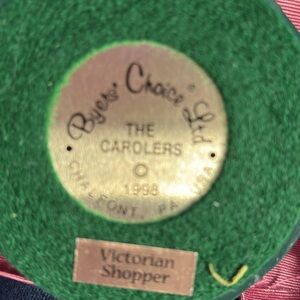 Byers' Choice Ltd
THE
CAROLERS
©
1998
CHALFONT, PA USA
Victorian
Shopper